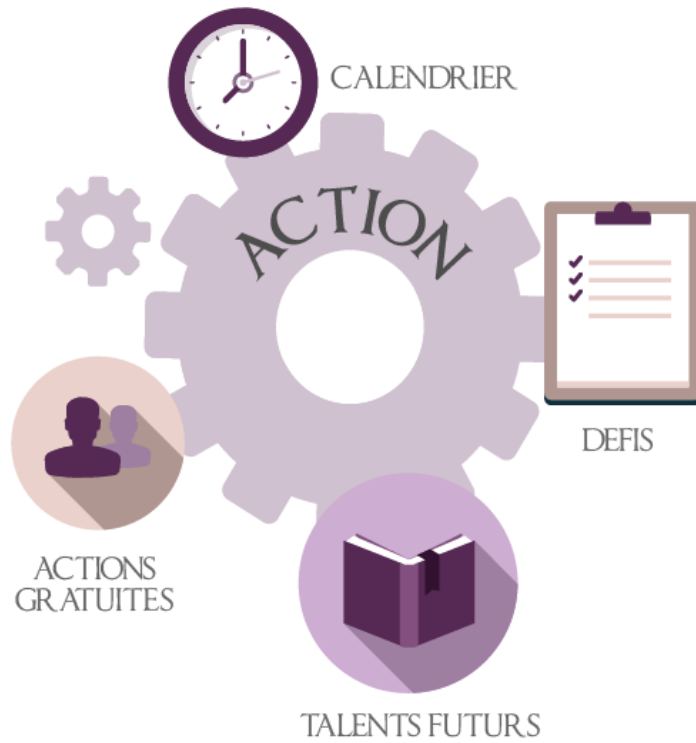 CALENDRIER
ACTION
DEFIS
ACTIONS
GRATUITES
TALENTS FUTURS